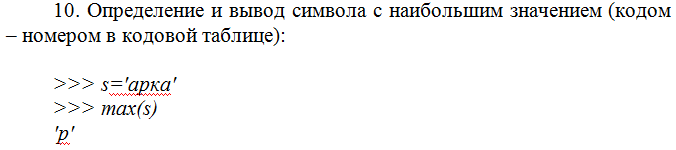 10. Определение и вывод символа с наибольшим значением (кодом
– номером в кодовой таблице):
>>> s='арка'
>>> max(s)
'р'